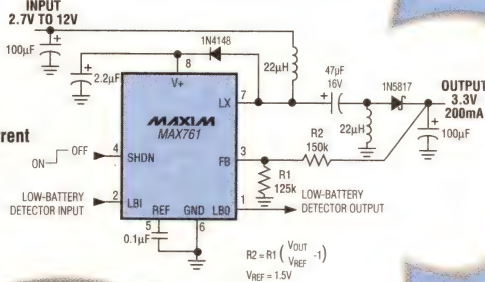 INPUT
2.7V TO 12V
100µF
+
1N4148
2.2µF
+
8
V+
22µH
47µF
16V
+
1N5817
OUTPUT
3.3V
200mA
LX
7
MAXIM
MAX761
22µH
+
100µF
rrent
ON
OFF
4
SHDN
FB
3
R2
150k
R1
125k
LOW-BATTERY
DETECTOR INPUT
2
LBI
REF
GND
LBO
1
LOW-BATTERY
DETECTOR OUTPUT
5
6
0.1µF
R2 = R1 ( VOUT / VREF -1)
VREF = 1.5V